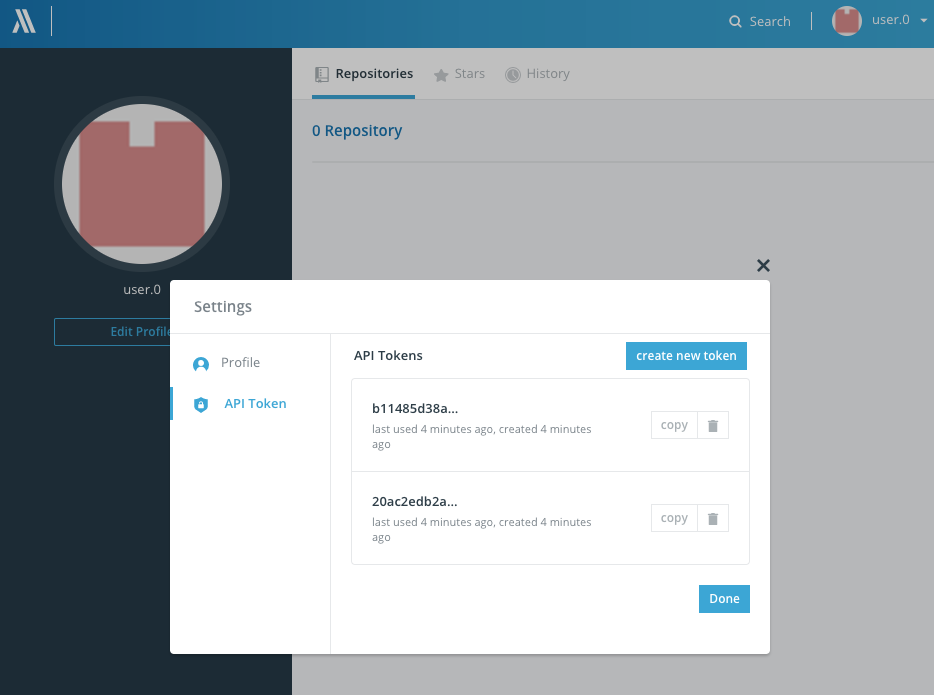 Search
user.0
Repositories
Stars
History
0 Repository
user.0
Edit Profile
Settings
Profile
API Token
API Tokens
create new token
b11485d38a...
last used 4 minutes ago, created 4 minutes
ago
copy
20ac2edb2a...
last used 4 minutes ago, created 4 minutes
ago
copy
Done